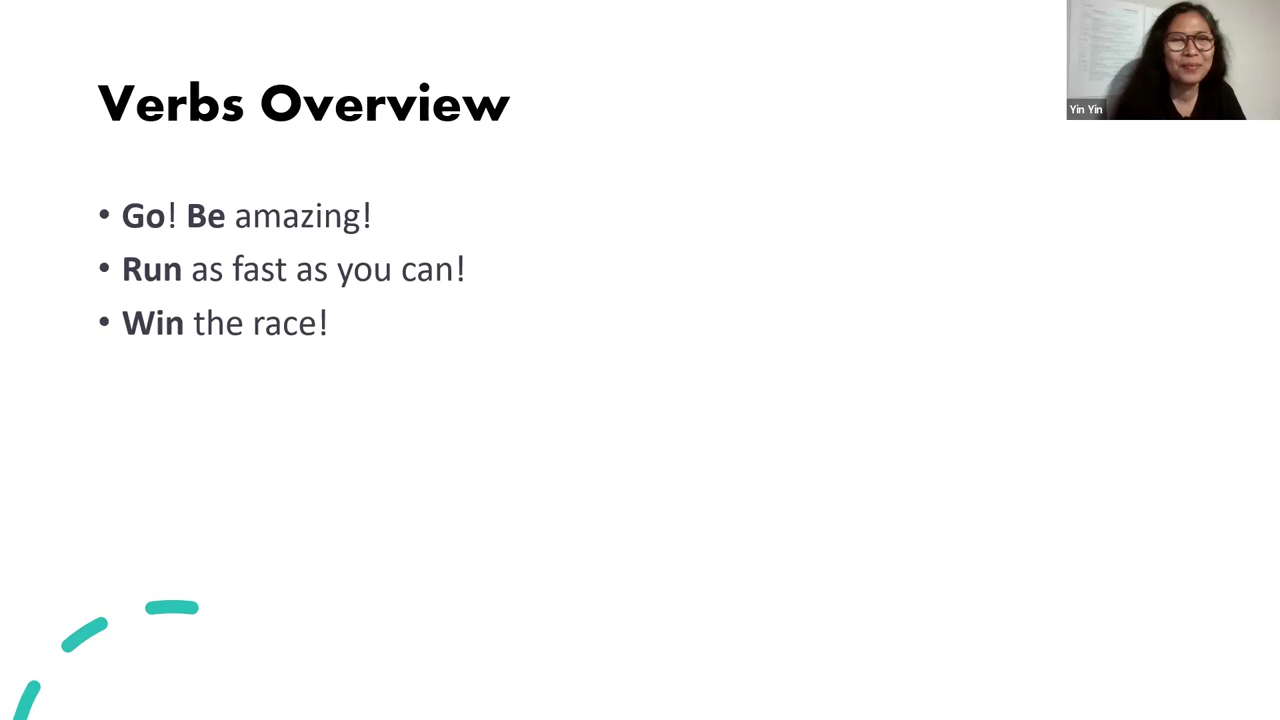 Verbs Overview
• Go! Be amazing!
• Run as fast as you can!
• Win the race!
Yin Yin